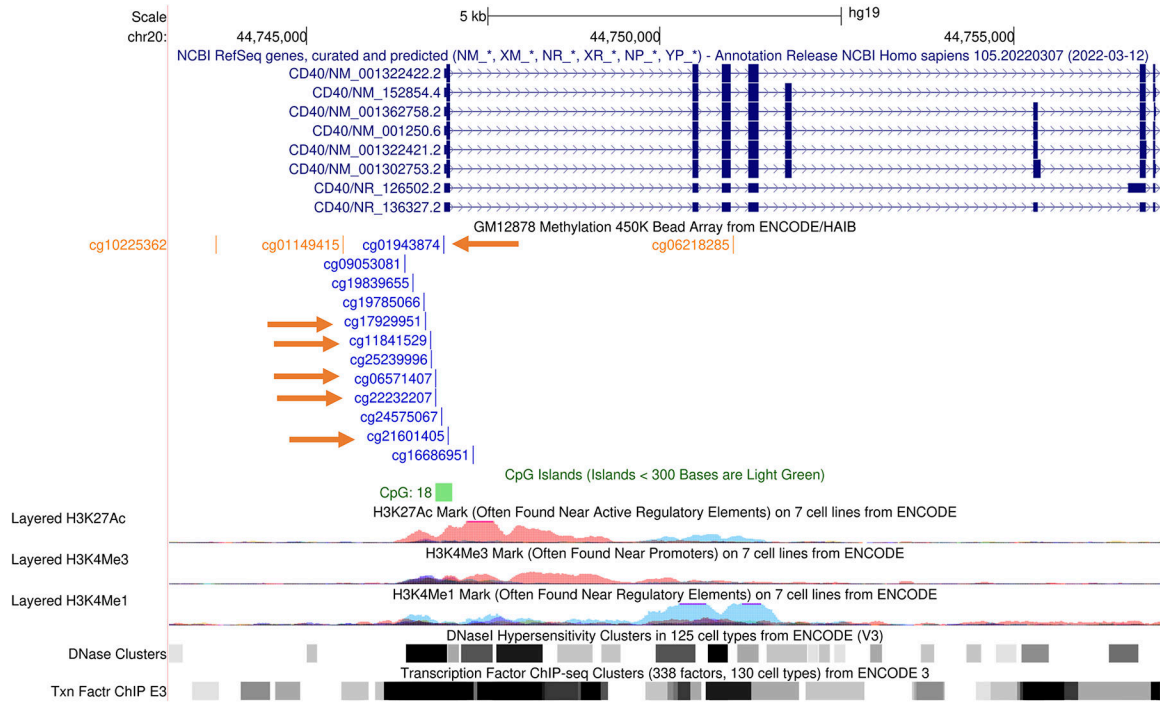 Scale 5 kb hg19
chr20: 44,745,000 44,750,000 44,755,000
NCBI RefSeq genes, curated and predicted (NM_*, XM_*, NR_*, XR_*, NP_*, YP_*) - Annotation Release NCBI Homo sapiens 105.20220307 (2022-03-12)
CD40/NM_001322422.2
CD40/NM_152854.4
CD40/NM_001362758.2
CD40/NM_001250.6
CD40/NM_001322421.2
CD40/NM_001302753.2
CD40/NR_126502.2
CD40/NR_136327.2
GM12878 Methylation 450K Bead Array from ENCODE/HAIB
cg10225362 cg01149415 cg01943874 cg06218285
cg09053081
cg19839655
cg19785066
cg17929951
cg11841529
cg25239996
cg06571407
cg22232207
cg24575067
cg21601405
cg16686951
CpG Islands (Islands < 300 Bases are Light Green)
CpG: 18
H3K27Ac Mark (Often Found Near Active Regulatory Elements) on 7 cell lines from ENCODE
Layered H3K27Ac
H3K4Me3 Mark (Often Found Near Promoters) on 7 cell lines from ENCODE
Layered H3K4Me3
H3K4Me1 Mark (Often Found Near Regulatory Elements) on 7 cell lines from ENCODE
Layered H3K4Me1
DNaseI Hypersensitivity Clusters in 125 cell types from ENCODE (V3)
DNase Clusters
Transcription Factor ChIP-seq Clusters (338 factors, 130 cell types) from ENCODE 3
Txn Factr ChIP E3